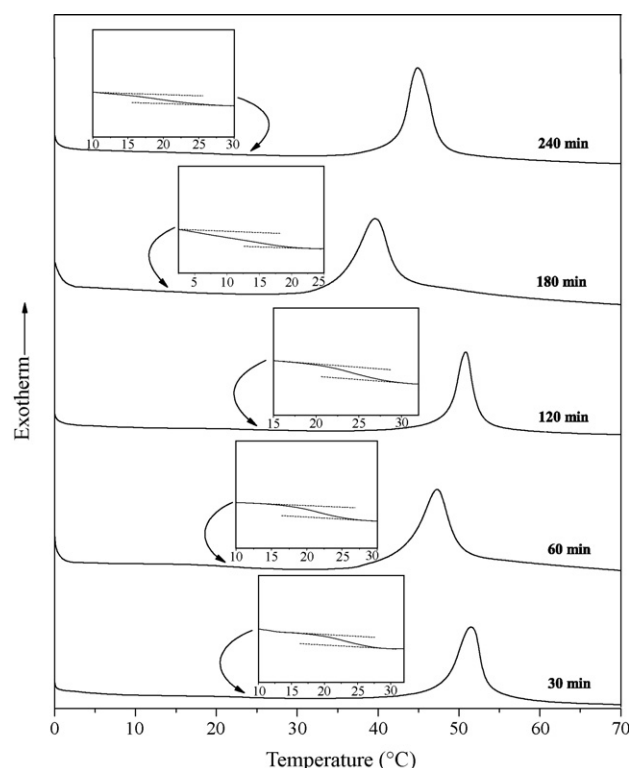 10 15 20 25 30
240 min
5 10 15 20 25
180 min
15 20 25 30
120 min
10 15 20 25 30
60 min
10 15 20 25 30
30 min
Exotherm
0 10 20 30 40 50 60 70
Temperature (°C)